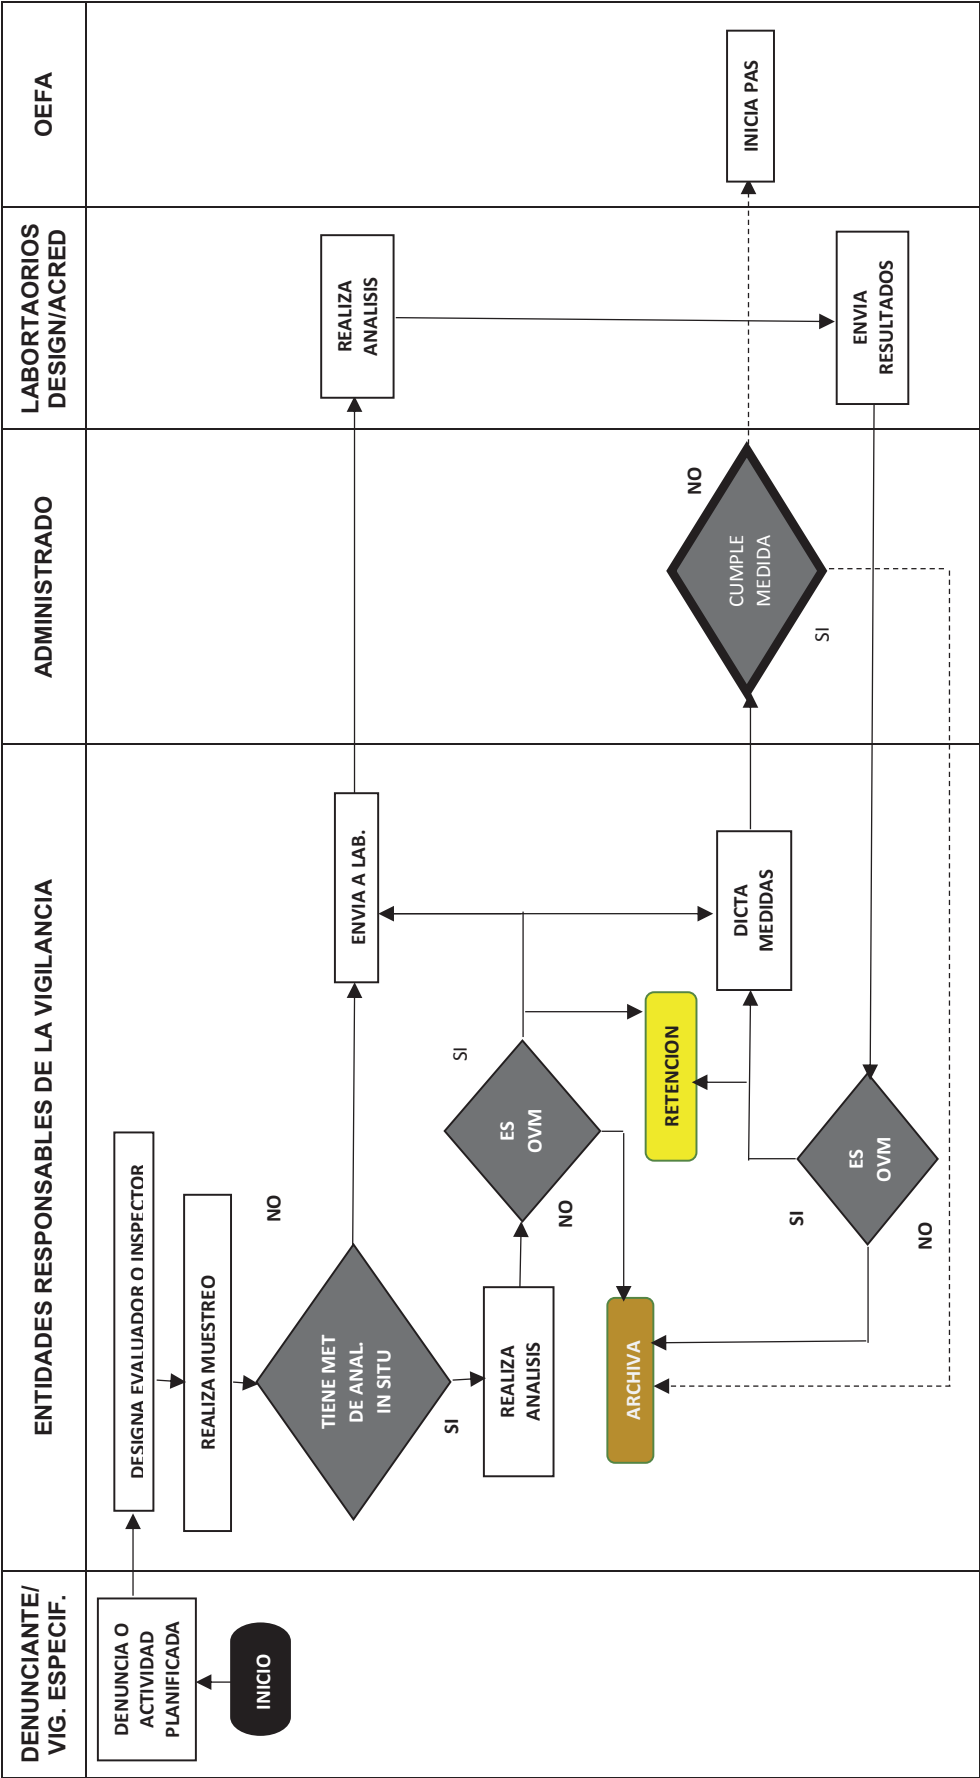 DENUNCIANTE/
VIG. ESPECIF.
ENTIDADES RESPONSABLES DE LA VIGILANCIA
ADMINISTRADO
LABORTAORIOS
DESIGN/ACRED
OEFA
DENUNCIA O
ACTIVIDAD
PLANIFICADA
INICIO
DESIGNA EVALUADOR O INSPECTOR
REALIZA MUESTREO
TIENE MET
DE ANAL.
IN SITU
NO
SI
ENVIA A LAB.
REALIZA
ANALISIS
REALIZA
ANALISIS
ES
OVM
SI
NO
ARCHIVA
RETENCION
DICTA
MEDIDAS
CUMPLE
MEDIDA
NO
SI
INICIA PAS
ENVIA
RESULTADOS
ES
OVM
SI
NO